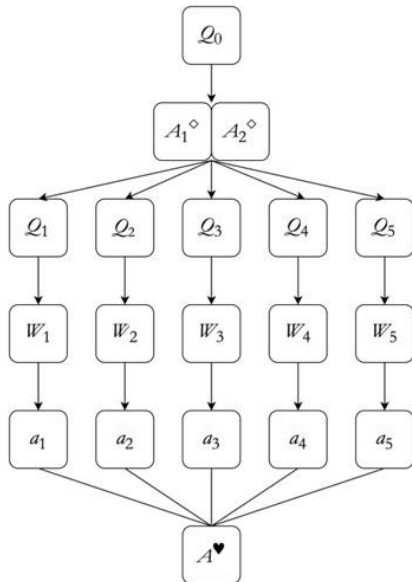 Q₀
A₁◇ A₂◇
Q₁ Q₂ Q₃ Q₄ Q₅
W₁ W₂ W₃ W₄ W₅
a₁ a₂ a₃ a₄ a₅
A♥